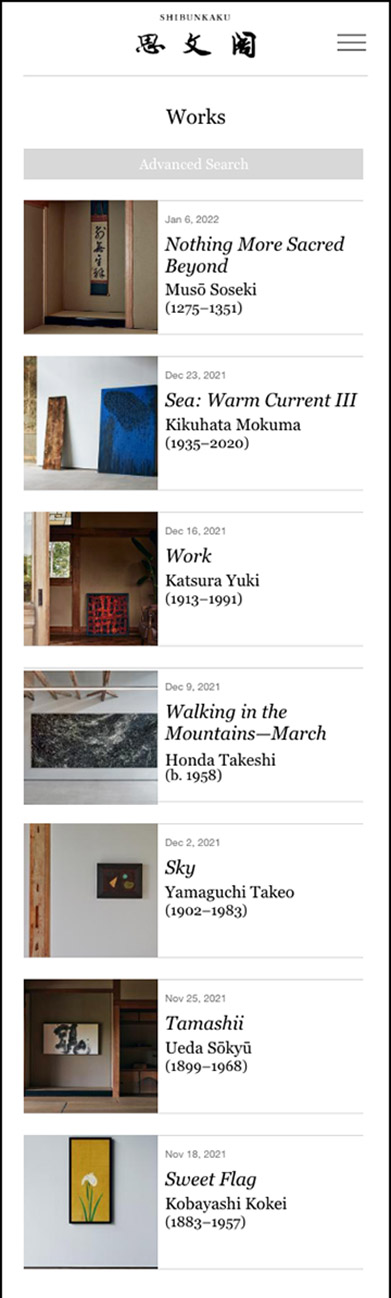 SHIBUNKAKU
思文閣
Works
Advanced Search
Jan 6, 2022
Nothing More Sacred
Beyond
Musō Soseki
(1275–1351)
Dec 23, 2021
Sea: Warm Current III
Kikuhata Mokuma
(1935–2020)
Dec 16, 2021
Work
Katsura Yuki
(1913–1991)
Dec 9, 2021
Walking in the
Mountains—March
Honda Takeshi
(b. 1958)
Dec 2, 2021
Sky
Yamaguchi Takeo
(1902–1983)
Nov 25, 2021
Tamashii
Ueda Sōkyū
(1899–1968)
Nov 18, 2021
Sweet Flag
Kobayashi Kokei
(1883–1957)